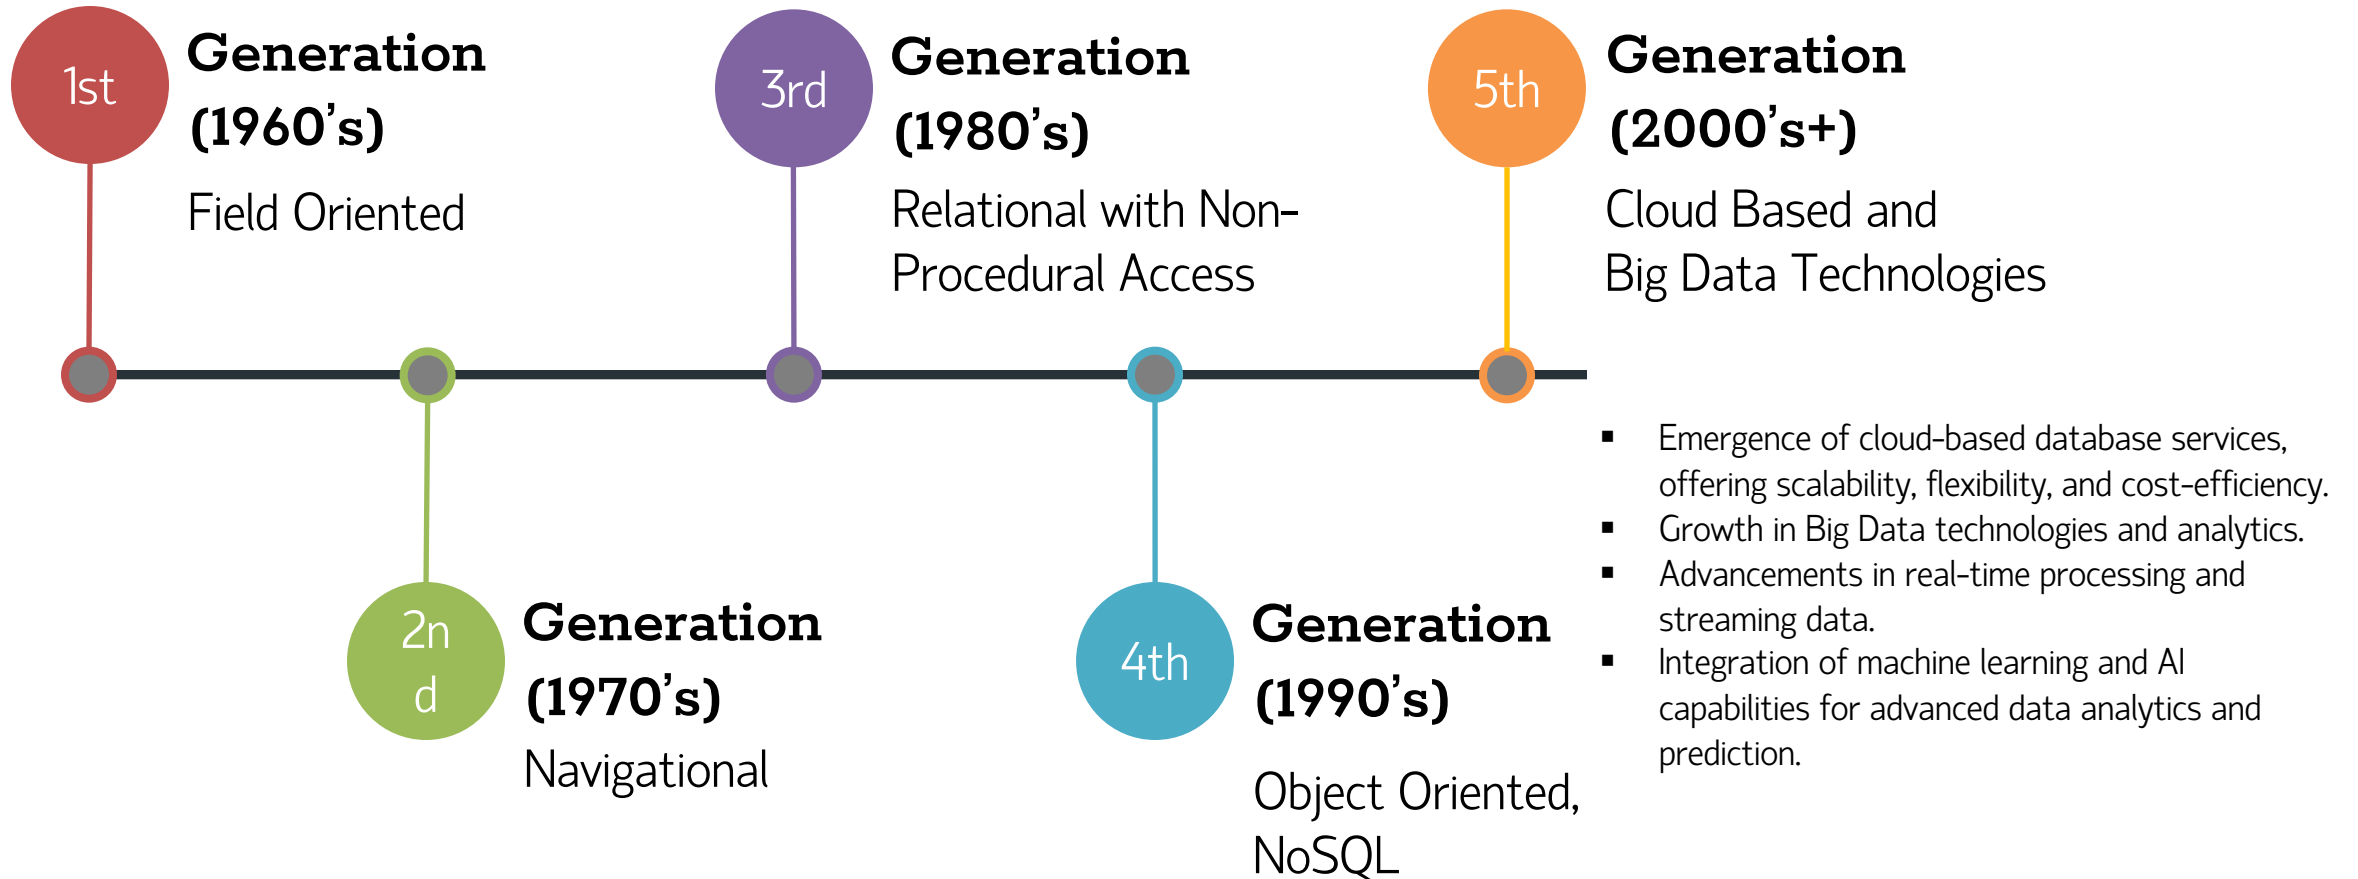 1st
Generation
(1960's)
Field Oriented
2n
d
Generation
(1970's)
Navigational
3rd
Generation
(1980's)
Relational with Non-
Procedural Access
4th
Generation
(1990's)
Object Oriented,
NoSQL
5th
Generation
(2000's+)
Cloud Based and
Big Data Technologies
▪ Emergence of cloud-based database services,
offering scalability, flexibility, and cost-efficiency.
▪ Growth in Big Data technologies and analytics.
▪ Advancements in real-time processing and
streaming data.
▪ Integration of machine learning and AI
capabilities for advanced data analytics and
prediction.